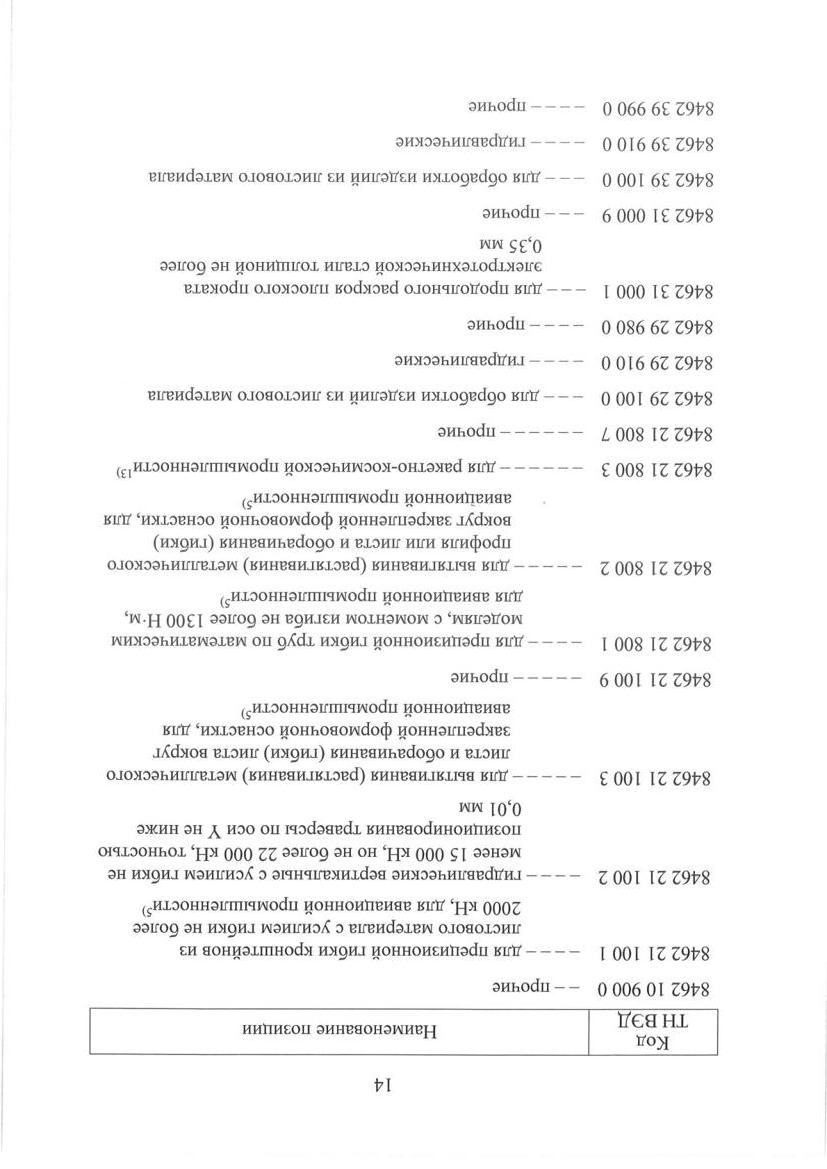 14
Код
ТН ВЭД
Наименование позиции
8462 10 900 0 – – прочие
8462 21 100 1 – – – – для прецизионной гибки кронштейнов из
листового материала с усилием гибки не более
2000 кН, для авиационной промышленности5)
8462 21 100 2 – – – – гидравлические вертикальные с усилием гибки не
менее 15 000 кН, но не более 22 000 кН, точностью
позиционирования траверсы по оси Y не ниже
0,01 мм
8462 21 100 3 – – – – – для вытягивания (растягивания) металлического
листа и оборачивания (гибки) листа вокруг
закрепленной формовочной оснастки, для
авиационной промышленности5)
8462 21 100 9 – – – – – прочие
8462 21 800 1 – – – – для прецизионной гибки труб по математическим
моделям, с моментом изгиба не более 1300 Н·м,
для авиационной промышленности5)
8462 21 800 2 – – – – – для вытягивания (растягивания) металлического
профиля или листа и оборачивания (гибки)
вокруг закрепленной формовочной оснастки, для
авиационной промышленности5)
8462 21 800 3 – – – – – – для ракетно-космической промышленности13)
8462 21 800 7 – – – – – – прочие
8462 29 100 0 – – – для обработки изделий из листового материала
8462 29 910 0 – – – – гидравлические
8462 29 980 0 – – – – прочие
8462 31 000 1 – – – для продольного раскроя плоского проката
электротехнической стали толщиной не более
0,35 мм
8462 31 000 9 – – – прочие
8462 39 100 0 – – – для обработки изделий из листового материала
8462 39 910 0 – – – – гидравлические
8462 39 990 0 – – – – прочие